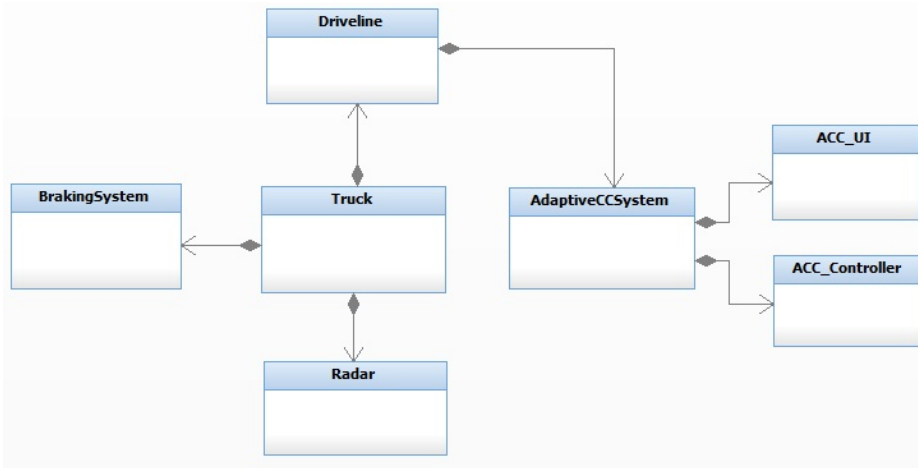 Driveline
ACC_UI
BrakingSystem
Truck
AdaptiveCCSystem
ACC_Controller
Radar